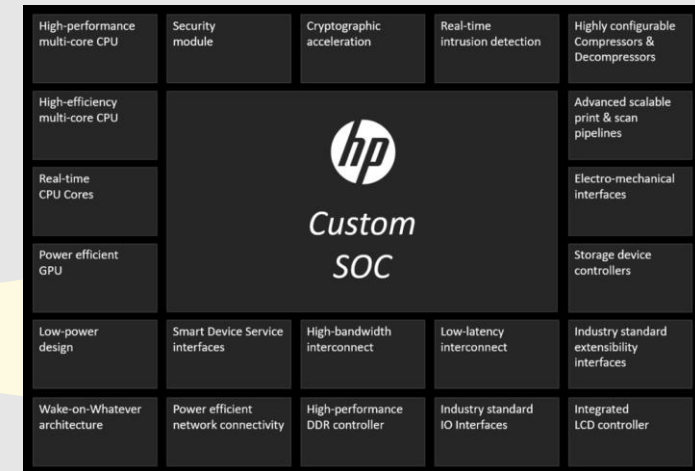 High-performance
multi-core CPU
Security
module
Cryptographic
acceleration
Real-time
intrusion detection
Highly configurable
Compressors &
Decompressors
High-efficiency
multi-core CPU
hp
Custom
SOC
Advanced scalable
print & scan
pipelines
Real-time
CPU Cores
Electro-mechanical
interfaces
Power efficient
GPU
Storage device
controllers
Low-power
design
Smart Device Service
interfaces
High-bandwidth
interconnect
Low-latency
interconnect
Industry standard
extensibility
interfaces
Wake-on-Whatever
architecture
Power efficient
network connectivity
High-performance
DDR controller
Industry standard
IO Interfaces
Integrated
LCD controller